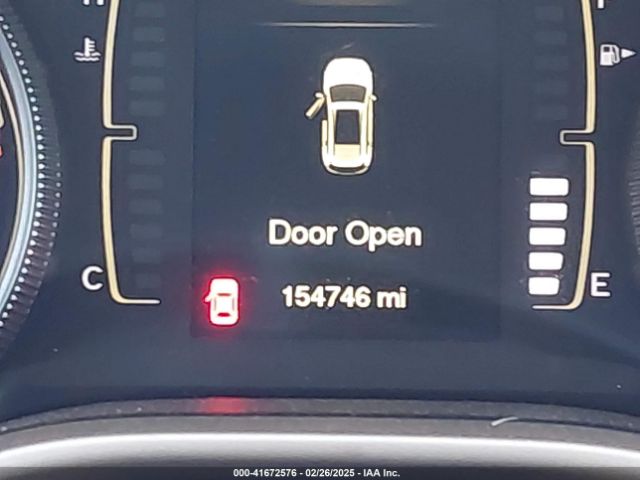 Door Open
C
E
154746 mi
000-41672576 - 02/26/2025 - IAA Inc.